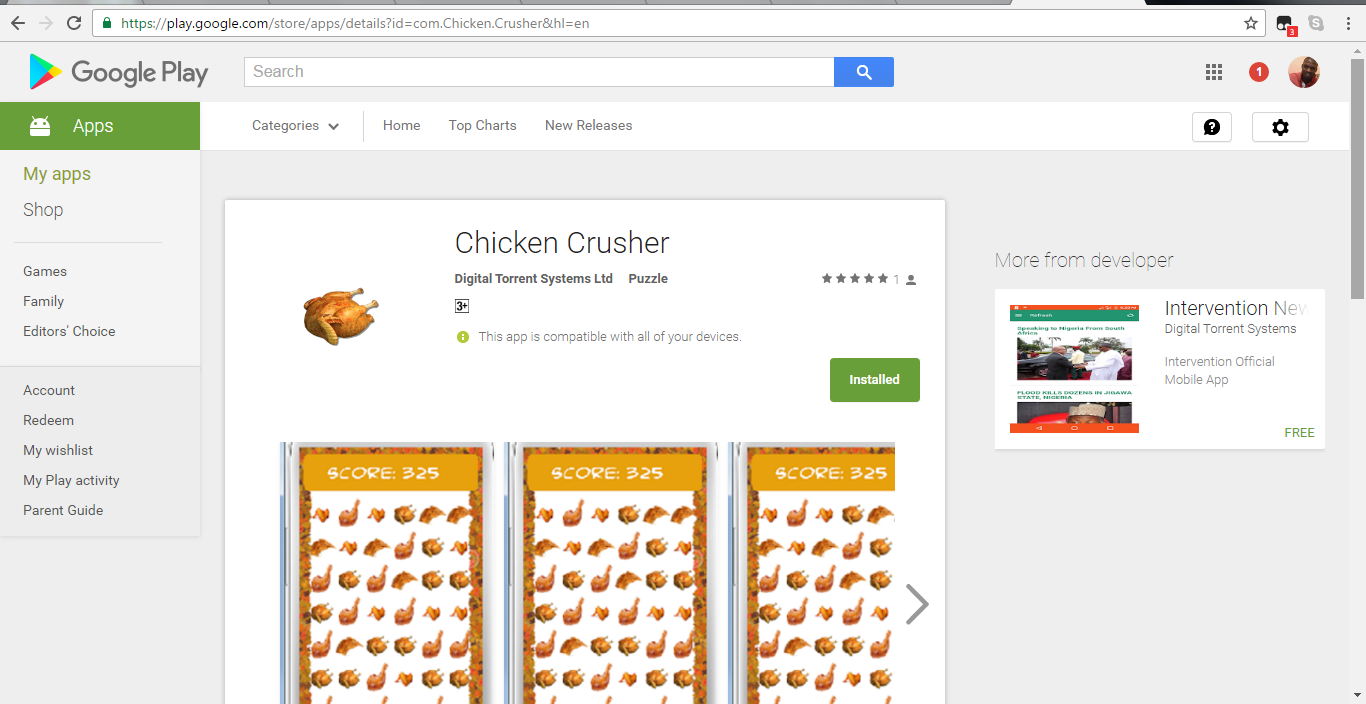 https://play.google.com/store/apps/details?id=com.Chicken.Crusher&hl=en
3
Google Play
Search
1
Apps
Categories
Home
Top Charts
New Releases
My apps
Shop
Games
Family
Editors' Choice
Account
Redeem
My wishlist
My Play activity
Parent Guide
Chicken Crusher
Digital Torrent Systems Ltd
Puzzle
1
3+
This app is compatible with all of your devices.
Installed
SCORE: 325
SCORE: 325
SCORE: 325
More from developer
Refresh
Speaking to Nigeria From South
Africa
FLOOD KILLS DOZENS IN JIGAWA
STATE, NIGERIA
Intervention New
Digital Torrent Systems
Intervention Official
Mobile App
FREE